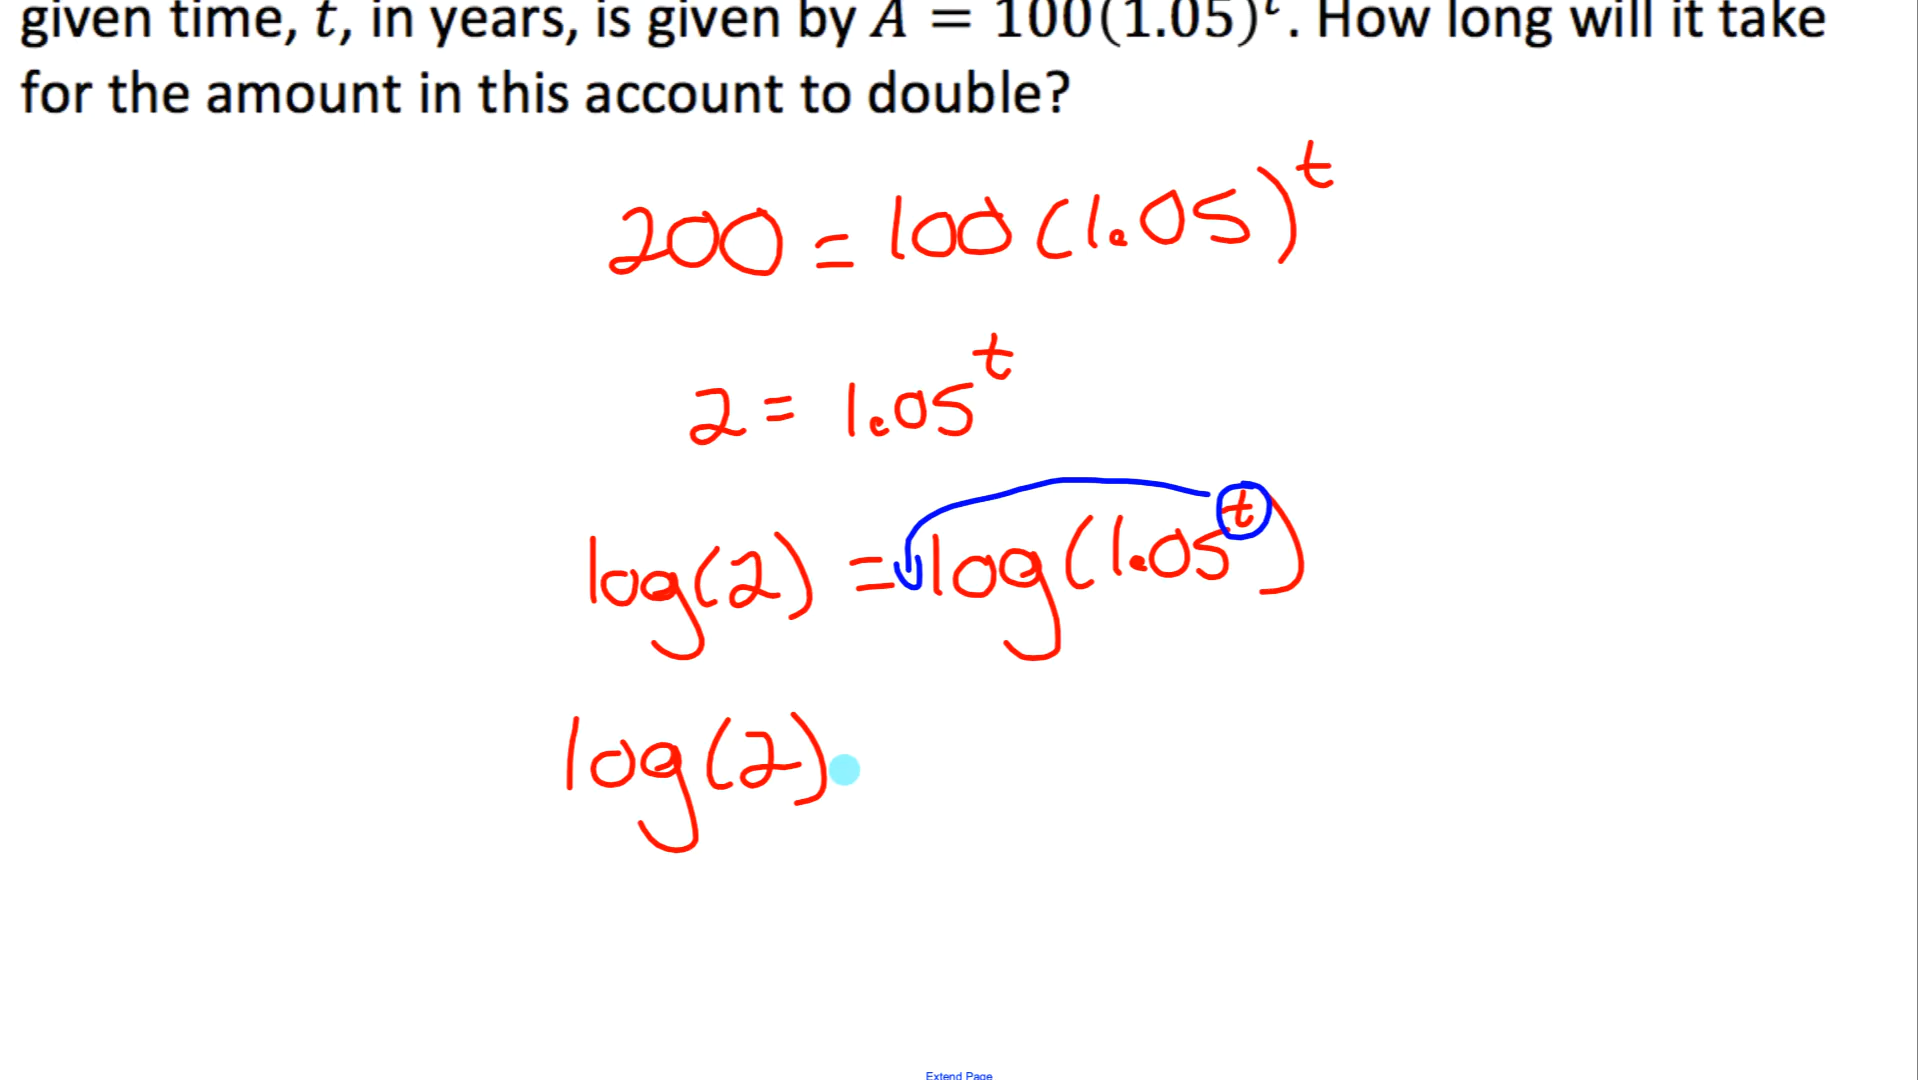 given time, t, in years, is given by A = 100(1.05)^t. How long will it take
for the amount in this account to double?
200 = 100(1.05)^t
2 = 1.05^t
log(2) = log(1.05^t)
log(2)
Extend Page